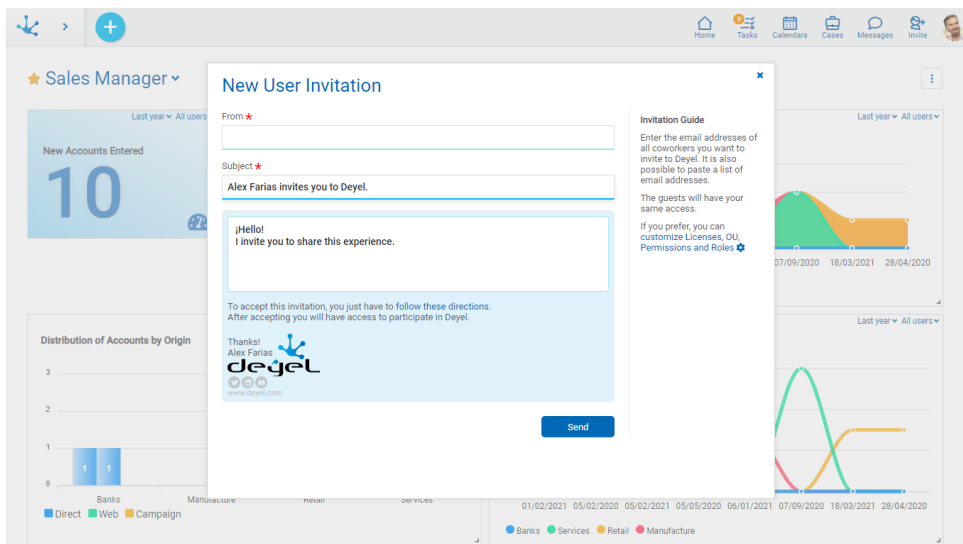 Home
9
Tasks
Calendars
Cases
Messages
Invite
Sales Manager
Last year All users
New Accounts Entered
10
New User Invitation
From *
Subject *
Alex Farias invites you to Deyel.
¡Hello!
I invite you to share this experience.
To accept this invitation, you just have to follow these directions.
After accepting you will have access to participate in Deyel.
Thanks!
Alex Farias
deyel
www.deyel.com
Send
Invitation Guide
Enter the email addresses of
all coworkers you want to
invite to Deyel. It is also
possible to paste a list of
email addresses.
The guests will have your
same access.
If you prefer, you can
customize Licenses, OU,
Permissions and Roles
Last year All users
07/09/2020 18/03/2021 28/04/2020
Distribution of Accounts by Origin
3
2
1
0
1 1
Banks Manufacture Retail Services
Direct Web Campaign
Last year All users
01/02/2021 05/02/2020 05/02/2021 05/05/2020 06/01/2021 07/09/2020 18/03/2021 28/04/2020
Banks Services Retail Manufacture